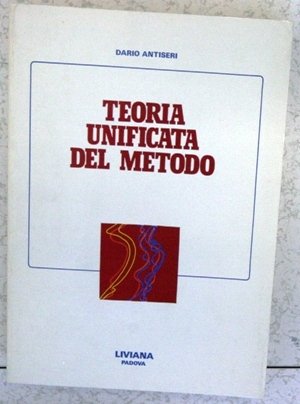 DARIO ANTISERI
TEORIA
UNIFICATA
DEL METODO
LIVIANA
PADOVA